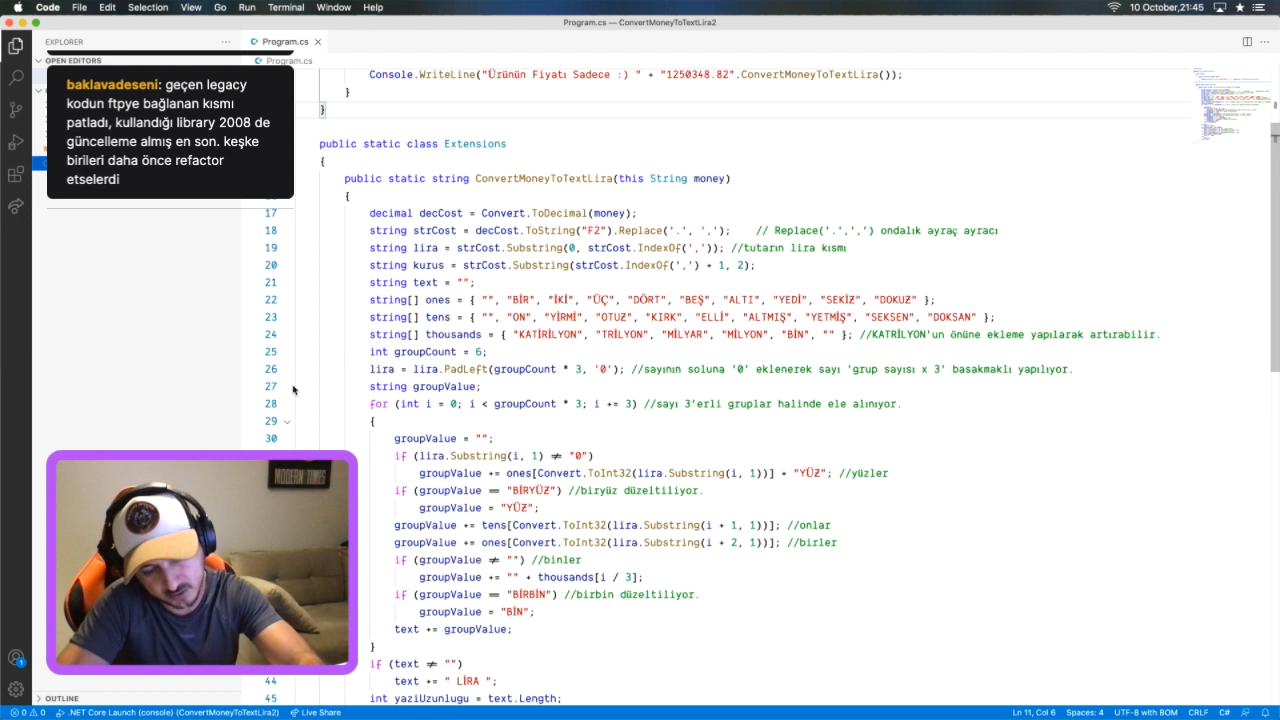 Code File Edit Selection View Go Run Terminal Window Help
10 October,21:45
Program.cs — ConvertMoneyToTextLira2
EXPLORER
Program.cs
OPEN EDITORS
Program.cs
baklavadeseni: geçen legacy
kodun ftpye bağlanan kısmı
patladı, kullandığı library 2008 de
güncelleme almış en son. keşke
birileri daha önce refactor
etselerdi
Console.WriteLine("Ürünün Fiyatı Sadece :) " + "1250348.82".ConvertMoneyToTextLira());
}
}
public static class Extensions
{
public static string ConvertMoneyToTextLira(this String money)
{
17 decimal decCost = Convert.ToDecimal(money);
18 string strCost = decCost.ToString("F2").Replace('.', ','); // Replace('.',',') ondalık ayraç ayracı
19 string lira = strCost.Substring(0, strCost.IndexOf(',')); //tutarın lira kısmı
20 string kurus = strCost.Substring(strCost.IndexOf(',') + 1, 2);
21 string text = "";
22 string[] ones = { "", "BİR", "İKİ", "ÜÇ", "DÖRT", "BEŞ", "ALTI", "YEDİ", "SEKİZ", "DOKUZ" };
23 string[] tens = { "", "ON", "YİRMİ", "OTUZ", "KIRK", "ELLİ", "ALTMIŞ", "YETMİŞ", "SEKSEN", "DOKSAN" };
24 string[] thousands = { "KATİRİLYON", "TRİLYON", "MİLYAR", "MİLYON", "BİN", "" }; //KATRİLYON'un önüne ekleme yapılarak artırabilir.
25 int groupCount = 6;
26 lira = lira.PadLeft(groupCount * 3, '0'); //sayının soluna '0' eklenerek sayı 'grup sayısı x 3' basakmaklı yapılıyor.
27 string groupValue;
28 for (int i = 0; i < groupCount * 3; i += 3) //sayı 3'erli gruplar halinde ele alınıyor.
29 {
30 groupValue = "";
if (lira.Substring(i, 1) ≠ "0")
groupValue += ones[Convert.ToInt32(lira.Substring(i, 1))] + "YÜZ"; //yüzler
if (groupValue == "BİRYÜZ") //biryüz düzeltiliyor.
groupValue = "YÜZ";
groupValue += tens[Convert.ToInt32(lira.Substring(i + 1, 1))]; //onlar
groupValue += ones[Convert.ToInt32(lira.Substring(i + 2, 1))]; //birler
if (groupValue ≠ "") //binler
groupValue += "" + thousands[i / 3];
if (groupValue == "BİRBİN") //birbin düzeltiliyor.
groupValue = "BİN";
text += groupValue;
}
if (text ≠ "")
44 text += " LİRA ";
45 int yaziUzunlugu = text.Length;
MODERN TIMES
OUTLINE
0 0 .NET Core Launch (console) (ConvertMoneyToTextLira2) Live Share
Ln 11, Col 6 Spaces: 4 UTF-8 with BOM CRLF C#